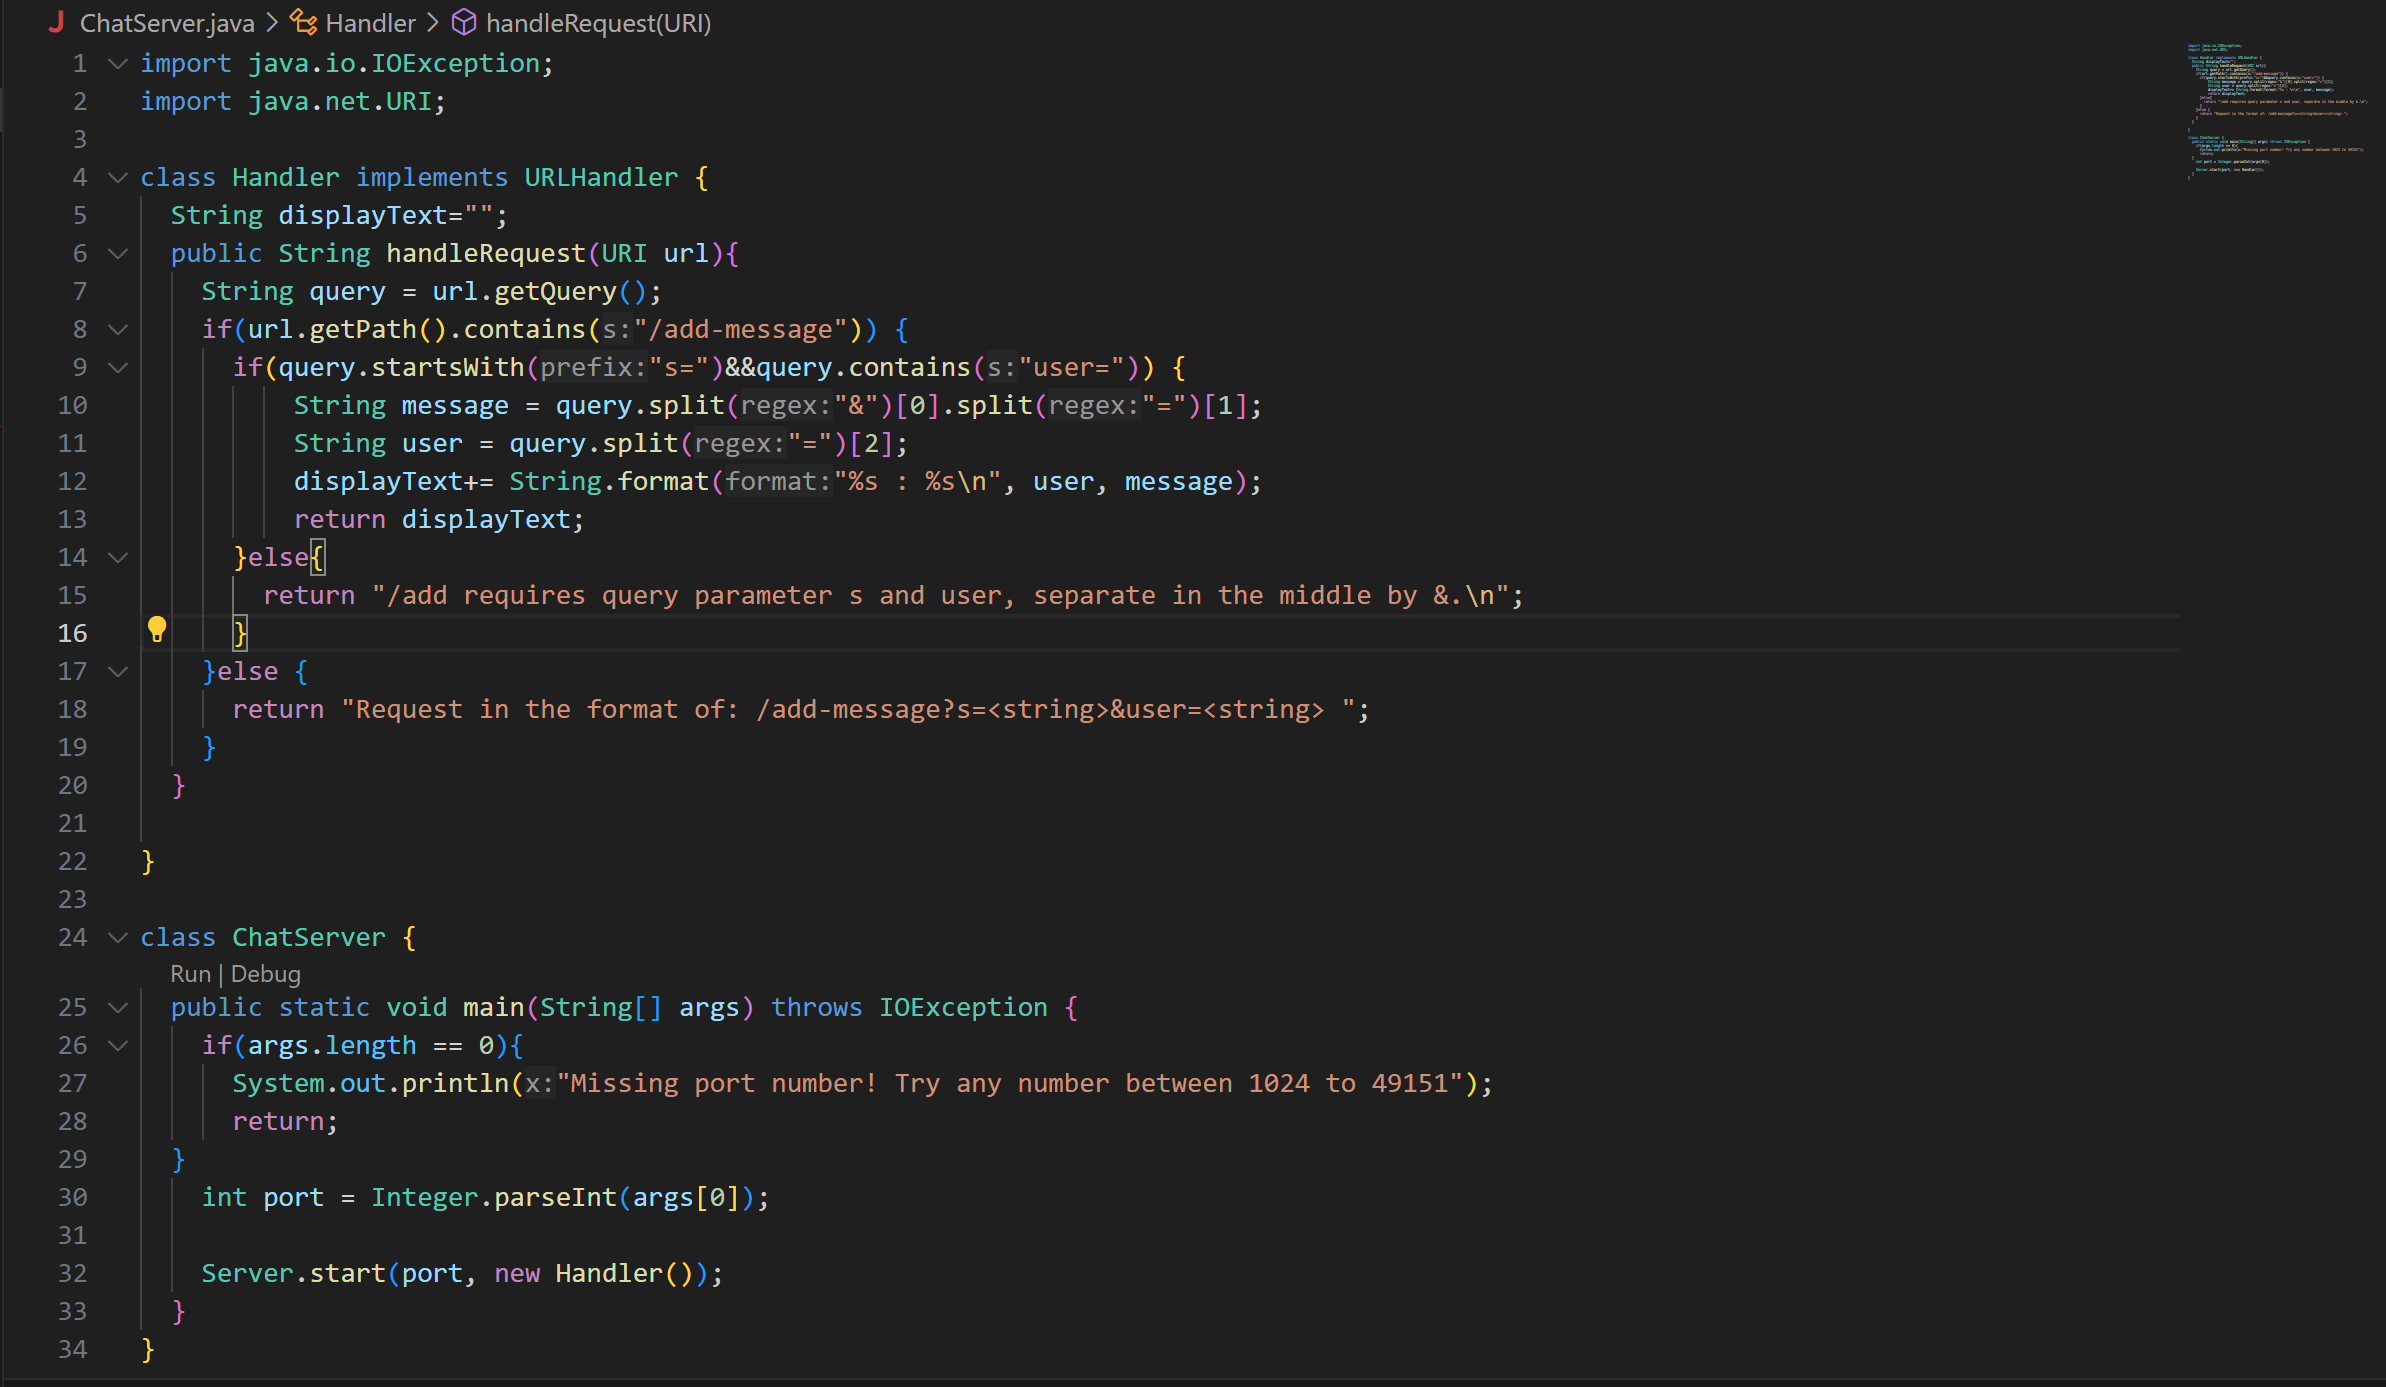 ChatServer.java > Handler > handleRequest(URI)
1 import java.io.IOException;
2 import java.net.URI;
3
4 class Handler implements URLHandler {
5   String displayText="";
6   public String handleRequest(URI url){
7     String query = url.getQuery();
8     if(url.getPath().contains(s:"/add-message")) {
9       if(query.startsWith(prefix:"s=")&&query.contains(s:"user=")) {
10           String message = query.split(regex:"&")[0].split(regex:"=")[1];
11           String user = query.split(regex:"=")[2];
12           displayText+= String.format(format:"%s : %s\n", user, message);
13           return displayText;
14       }else{
15         return "/add requires query parameter s and user, separate in the middle by &.\n";
16       }
17     }else {
18       return "Request in the format of: /add-message?s=<string>&user=<string> ";
19     }
20   }
21
22 }
23
24 class ChatServer {
Run | Debug
25   public static void main(String[] args) throws IOException {
26     if(args.length == 0){
27       System.out.println(x:"Missing port number! Try any number between 1024 to 49151");
28       return;
29   }
30     int port = Integer.parseInt(args[0]);
31
32     Server.start(port, new Handler());
33   }
34 }